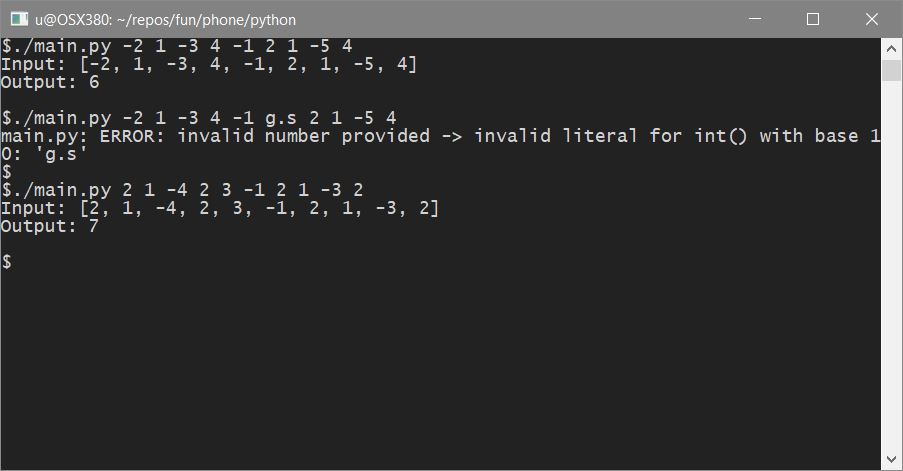 u@OSX380: ~/repos/fun/phone/python
$./main.py -2 1 -3 4 -1 2 1 -5 4
Input: [-2, 1, -3, 4, -1, 2, 1, -5, 4]
Output: 6
$./main.py -2 1 -3 4 -1 g.s 2 1 -5 4
main.py: ERROR: invalid number provided -> invalid literal for int() with base 1
0: 'g.s'
$
$./main.py 2 1 -4 2 3 -1 2 1 -3 2
Input: [2, 1, -4, 2, 3, -1, 2, 1, -3, 2]
Output: 7
$